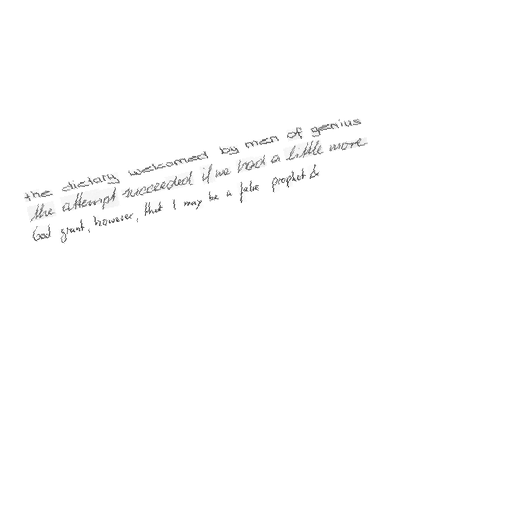 the dietary welcomed by men of genius
the attempt succeeded if we had a little more
God grant, however, that I may be a false prophet &